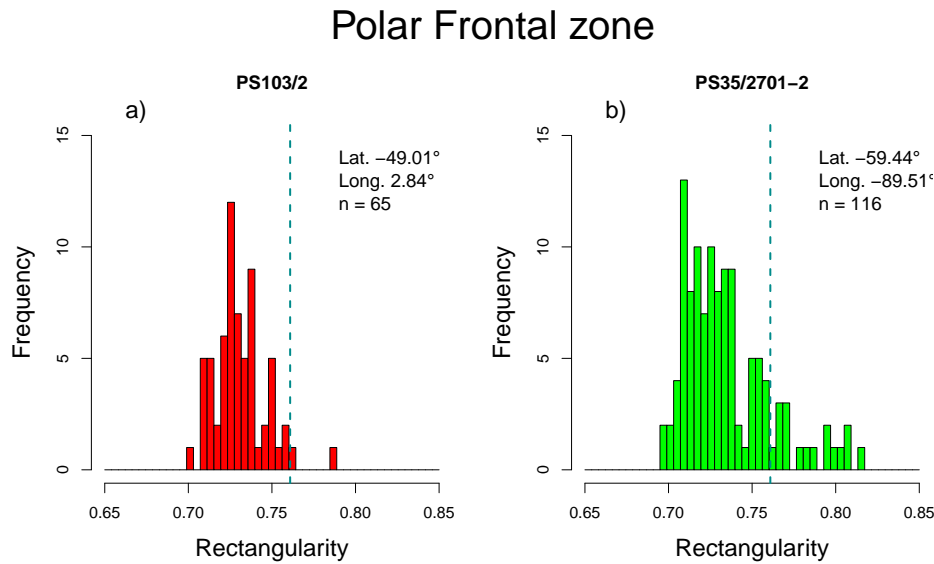 Polar Frontal zone
PS103/2
a)
15
10
5
0
Frequency
Lat. −49.01°
Long. 2.84°
n = 65
0.65 0.70 0.75 0.80 0.85
Rectangularity
PS35/2701−2
b)
15
10
5
0
Frequency
Lat. −59.44°
Long. −89.51°
n = 116
0.65 0.70 0.75 0.80 0.85
Rectangularity